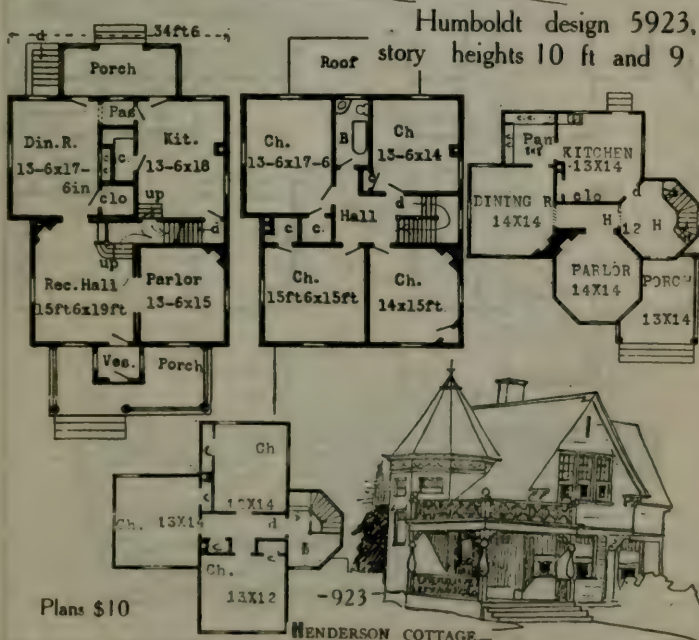 Humboldt design 5923,
story heights 10 ft and 9
34ft6
d
Porch
Roof
Pas
Din.R.
13-6x17-
6in
Kit.
13-6x18
c
c.
clo
up
d
up
Rec.Hall
15ft6x19ft
Parlor
13-6x15
Ves.
Porch
Ch.
13-6x17-6
B
Ch
13-6x14
c
Hall
d
c
c.
Ch.
15ft6x15ft
Ch.
14x15ft.
c.c.
Pan
KITCHEN
13X14
clo
d
DINING R
14X14
H
12
H
PARLOR
14X14
PORCH
13X14
Ch
c
14
Ch.
13X14
d
c
c
B
Ch.
13X12
Plans $10
-923-
HENDERSON COTTAGE